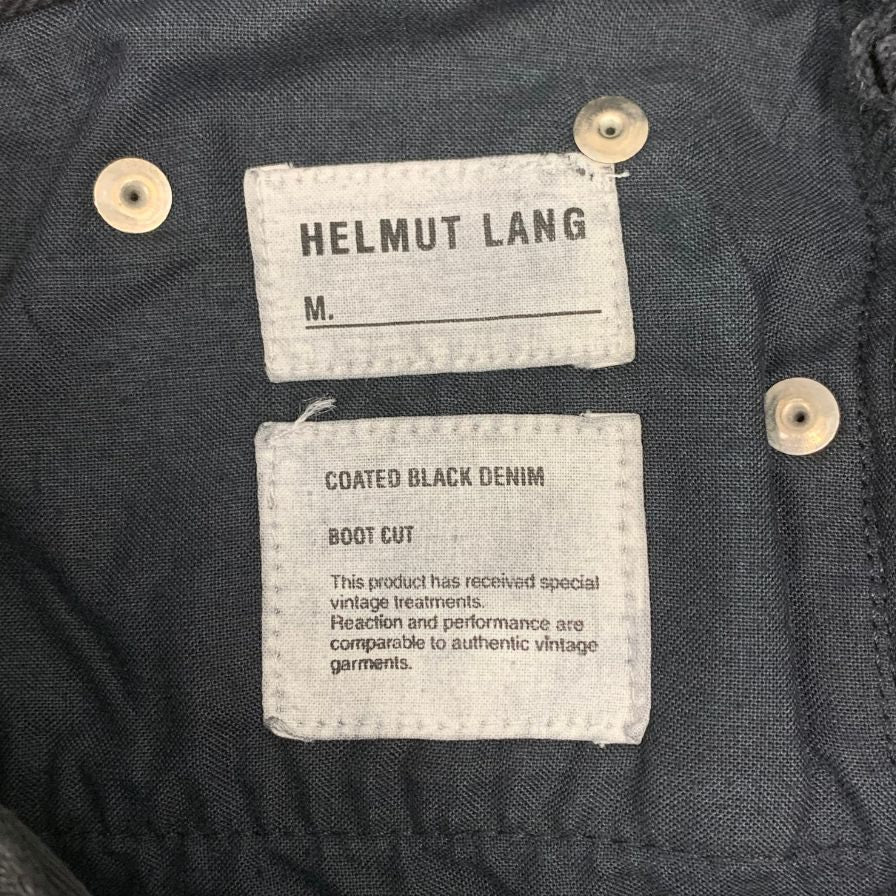 HELMUT LANG
M.
COATED BLACK DENIM
BOOT CUT
This product has received special
vintage treatments.
Reaction and performance are
comparable to authentic vintage
garments.